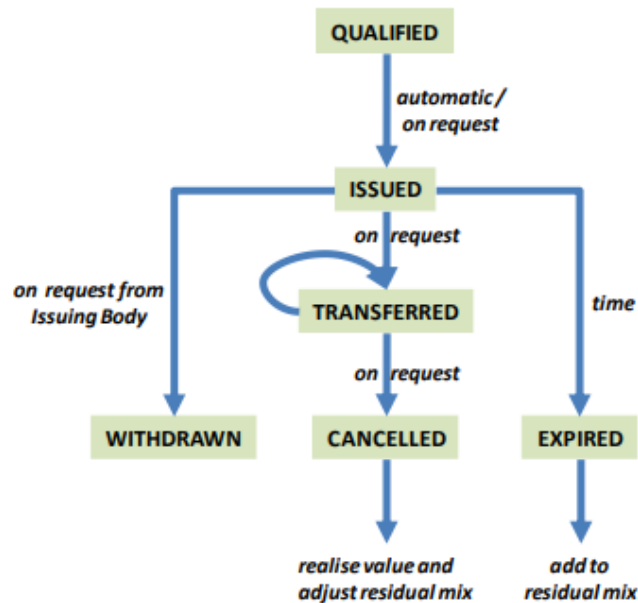 QUALIFIED
automatic /
on request
ISSUED
on request
on request from
Issuing Body
time
TRANSFERRED
on request
WITHDRAWN
CANCELLED
EXPIRED
realise value and
adjust residual mix
add to
residual mix